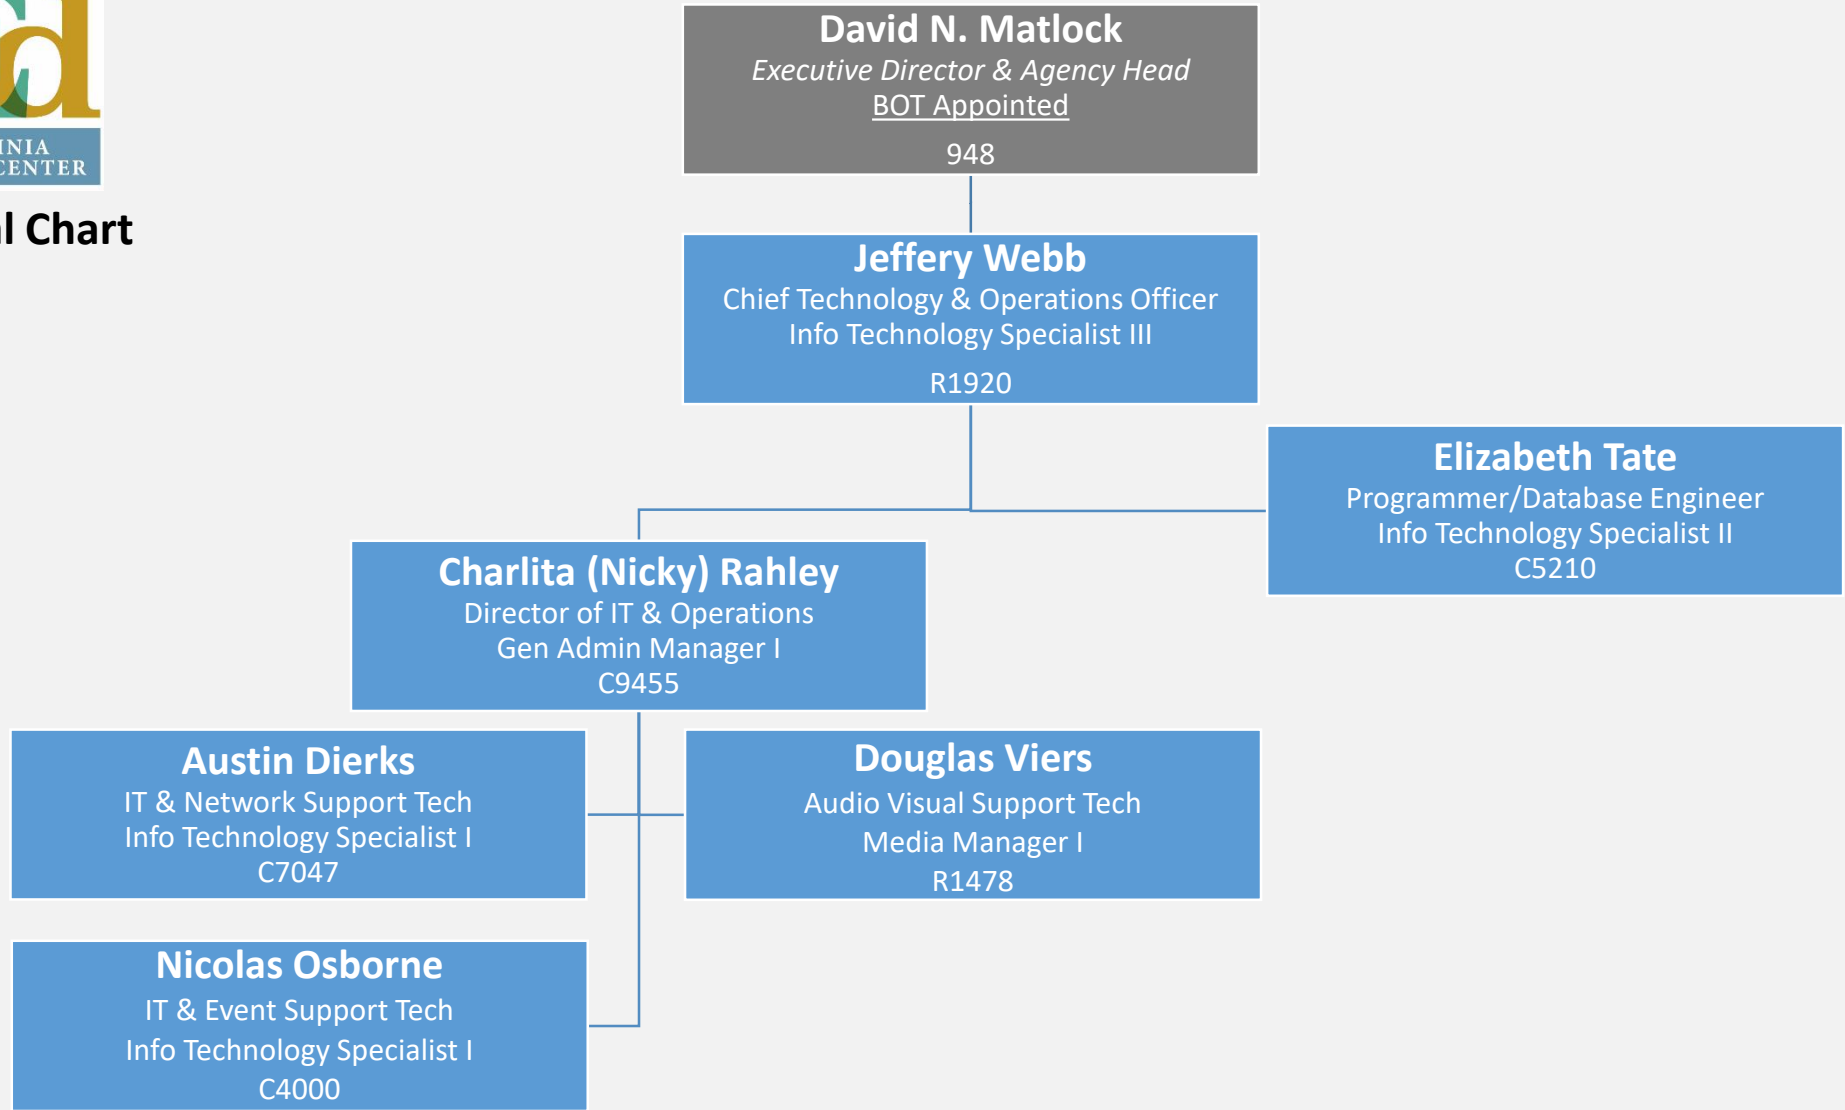 INIA
CENTER
l Chart
David N. Matlock
Executive Director & Agency Head
BOT Appointed
948
Jeffery Webb
Chief Technology & Operations Officer
Info Technology Specialist III
R1920
Elizabeth Tate
Programmer/Database Engineer
Info Technology Specialist II
C5210
Charlita (Nicky) Rahley
Director of IT & Operations
Gen Admin Manager I
C9455
Austin Dierks
IT & Network Support Tech
Info Technology Specialist I
C7047
Douglas Viers
Audio Visual Support Tech
Media Manager I
R1478
Nicolas Osborne
IT & Event Support Tech
Info Technology Specialist I
C4000